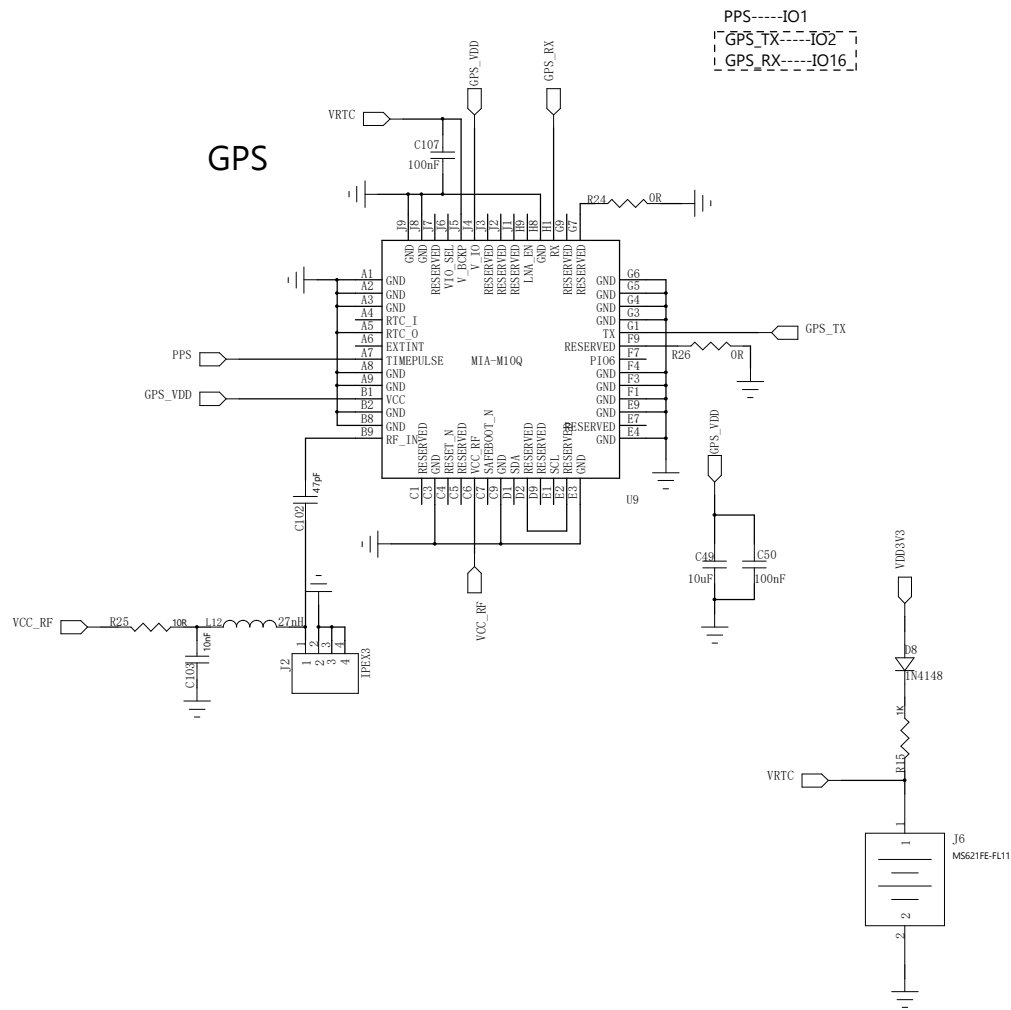 PPS-----IO1
GPS_TX-----IO2
GPS_RX-----IO16
GPS
GPS_VDD
GPS_RX
VRTC
C107
100nF
R24
0R
J9
J8
J7
J6
J5
J4
J3
J2
J1
H9
H8
H1
G9
G7
GND
GND
RESERVED
VIO_SEL
V_BCKP
V_IO
RESERVED
RESERVED
RESERVED
LNA_EN
GND
RX
RESERVED
RESERVED
A1 GND
A2 GND
A3 GND
A4 RTC_I
A5 RTC_O
A6 EXTINT
A7 TIMEPULSE
A8 GND
A9 GND
B1 VCC
B2 GND
B8 GND
B9 RF_IN
PPS
GPS_VDD
MIA-M10Q
GND G6
GND G5
GND G4
GND G3
TX G1
RESERVED F9
PIO6 F7
GND F4
GND F3
GND F1
GND E9
RESERVED E7
GND E4
GPS_TX
R26
0R
RESERVED
GND
RESET_N
RESERVED
VCC_RF
SAFEBOOT_N
GND
SDA
RESERVED
RESERVED
SCL
RESERVED
GND
C1
C3
C4
C5
C6
C7
C9
D1
D2
D9
E1
E2
E3
U9
47pF
C102
VCC_RF
GPS_VDD
C49
10uF
C50
100nF
VCC_RF
R25
10R
L12
27nH
10nF
C103
1
2
3
4
1
2
3
4
J2
IPEX3
VDD3V3
D8
1N4148
1K
R15
VRTC
1
1
J6
MS621FE-FL11
2
2